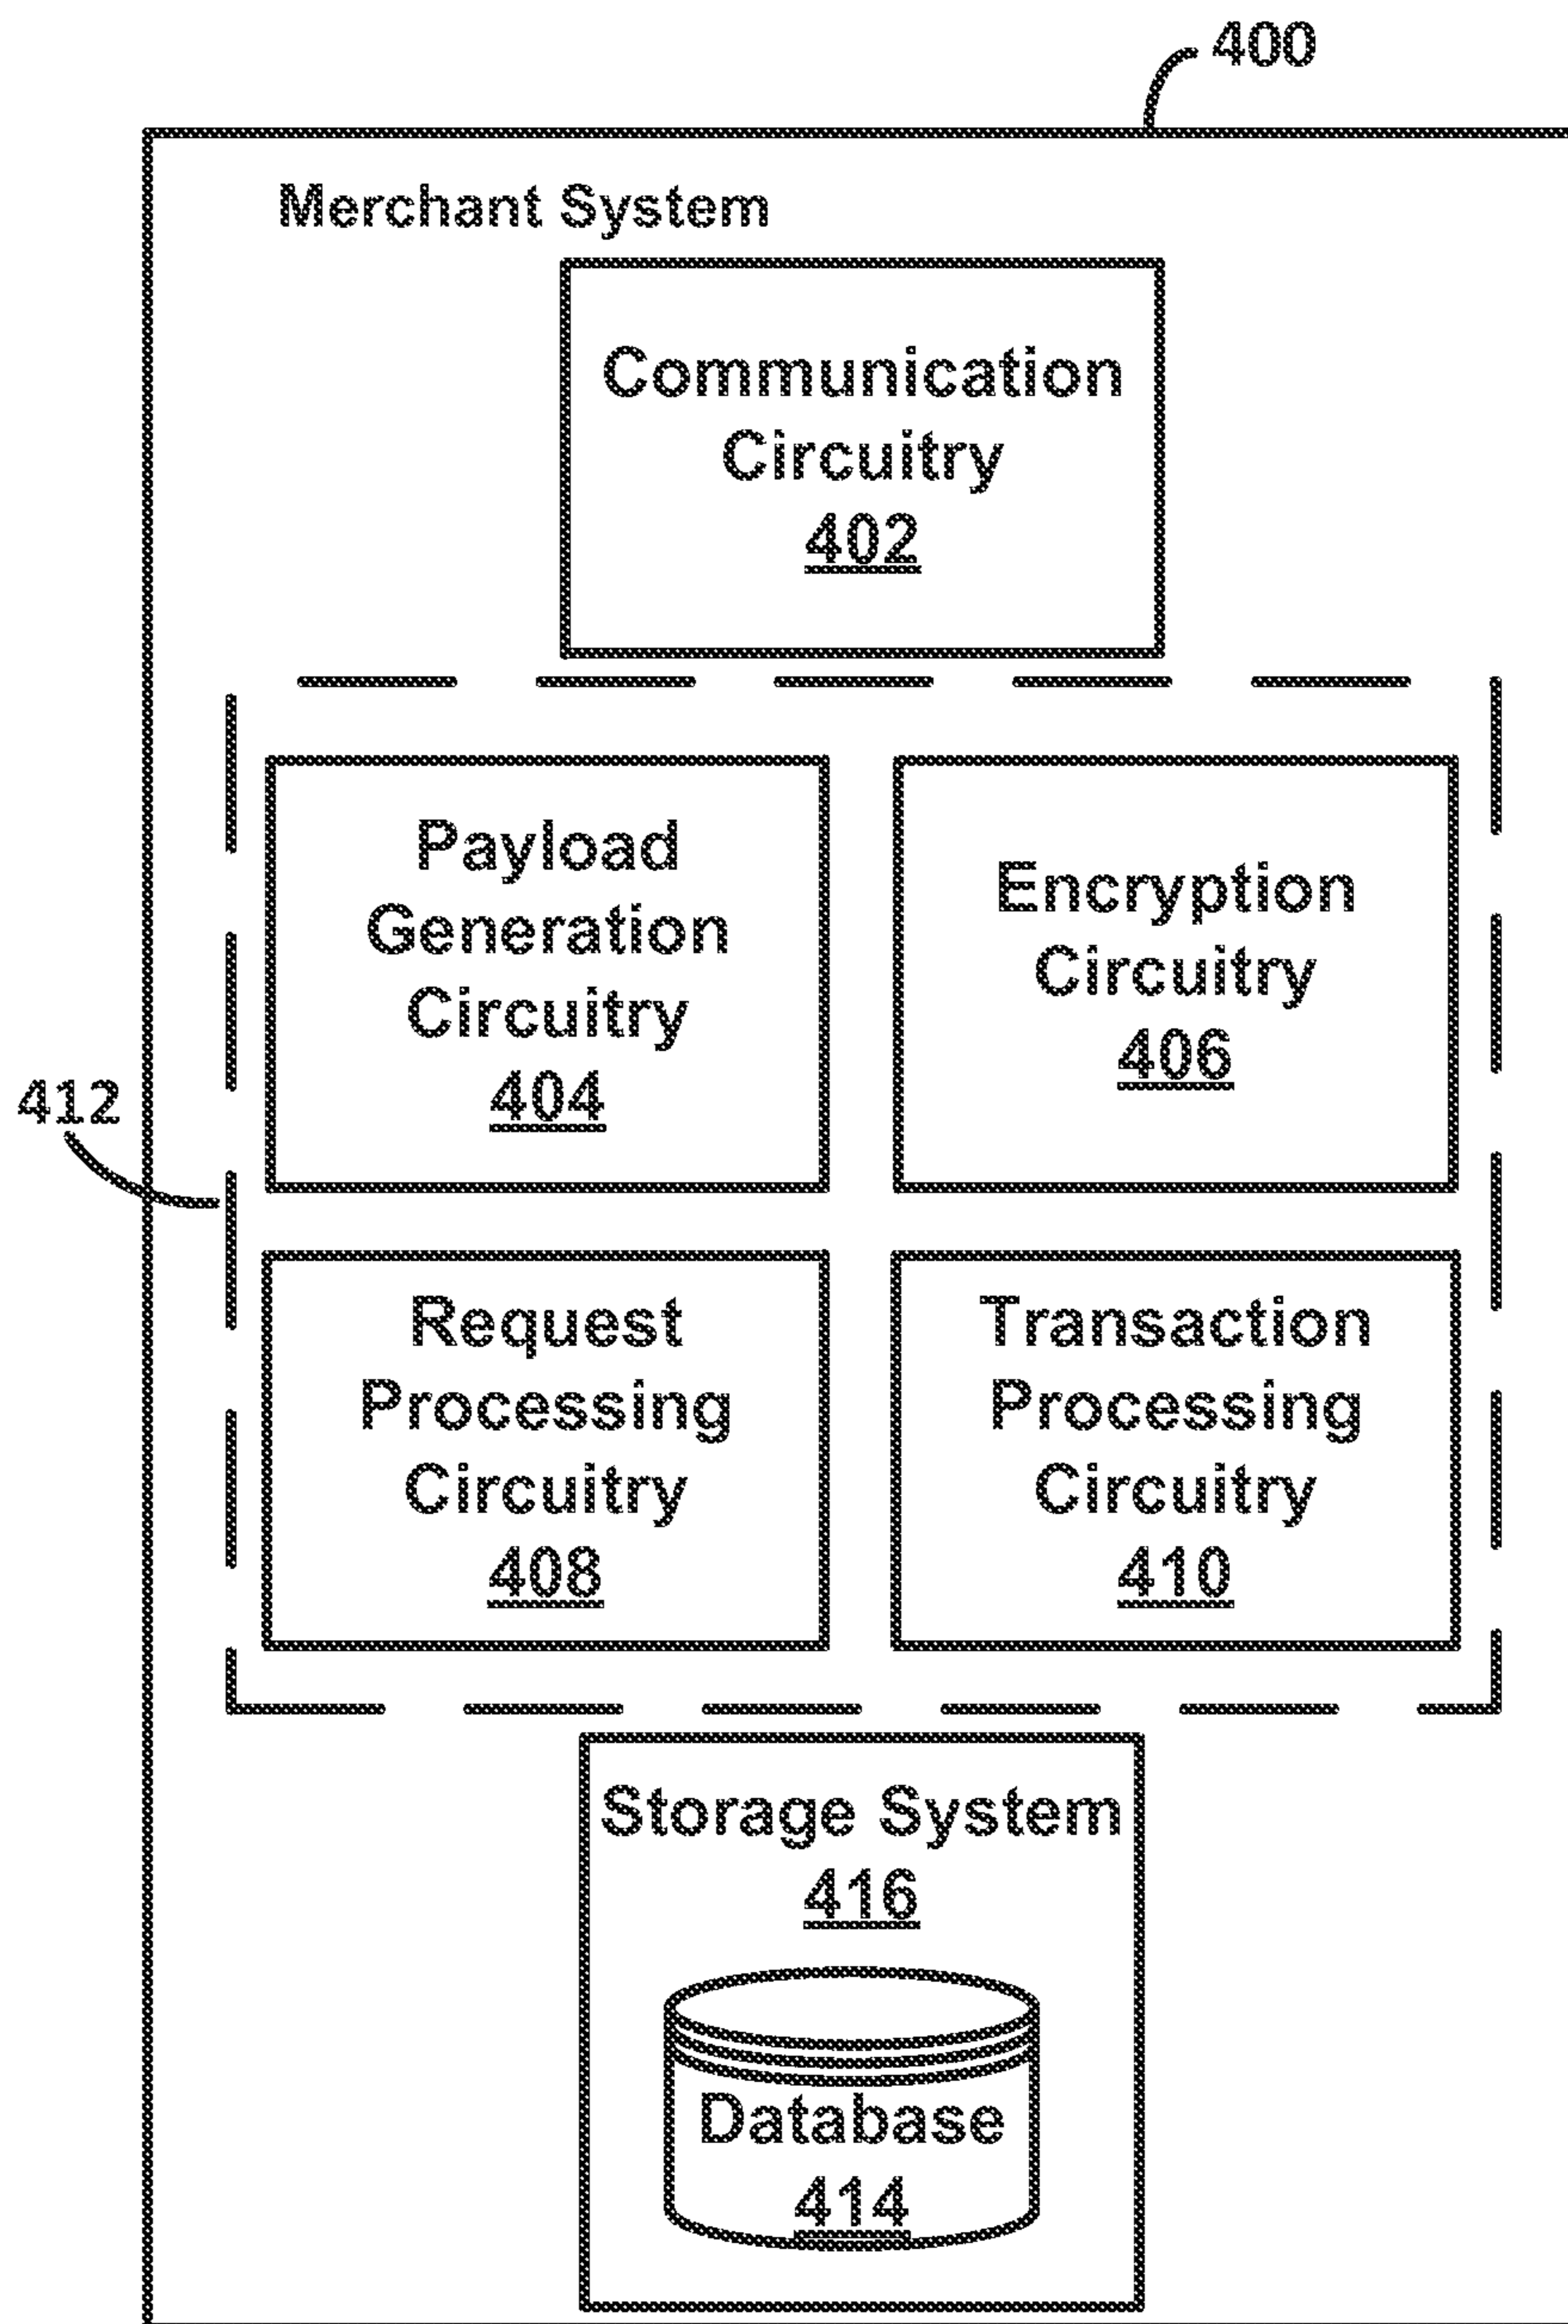 400
Merchant System
Communication
Circuitry
402
Payload
Generation
Circuitry
404
Encryption
Circuitry
406
412
Request
Processing
Circuitry
408
Transaction
Processing
Circuitry
410
Storage System
416
Database
414